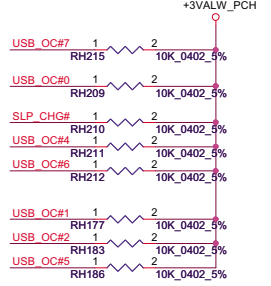 +3VALW_PCH
USB_OC#7 1 2
RH215 10K_0402_5%
USB_OC#0 1 2
RH209 10K_0402_5%
SLP_CHG# 1 2
RH210 10K_0402_5%
USB_OC#4 1 2
RH211 10K_0402_5%
USB_OC#6 1 2
RH212 10K_0402_5%
USB_OC#1 1 2
RH177 10K_0402_5%
USB_OC#2 1 2
RH183 10K_0402_5%
USB_OC#5 1 2
RH186 10K_0402_5%